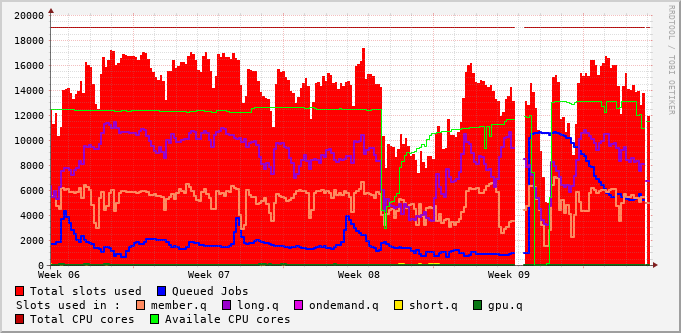 20000
18000
16000
14000
12000
10000
8000
6000
4000
2000
0
Week 06 Week 07 Week 08 Week 09
RRDTOOL / TOBI OETIKER
Total slots used Queued Jobs
Slots used in : member.q long.q ondemand.q short.q gpu.q
Total CPU cores Availale CPU cores